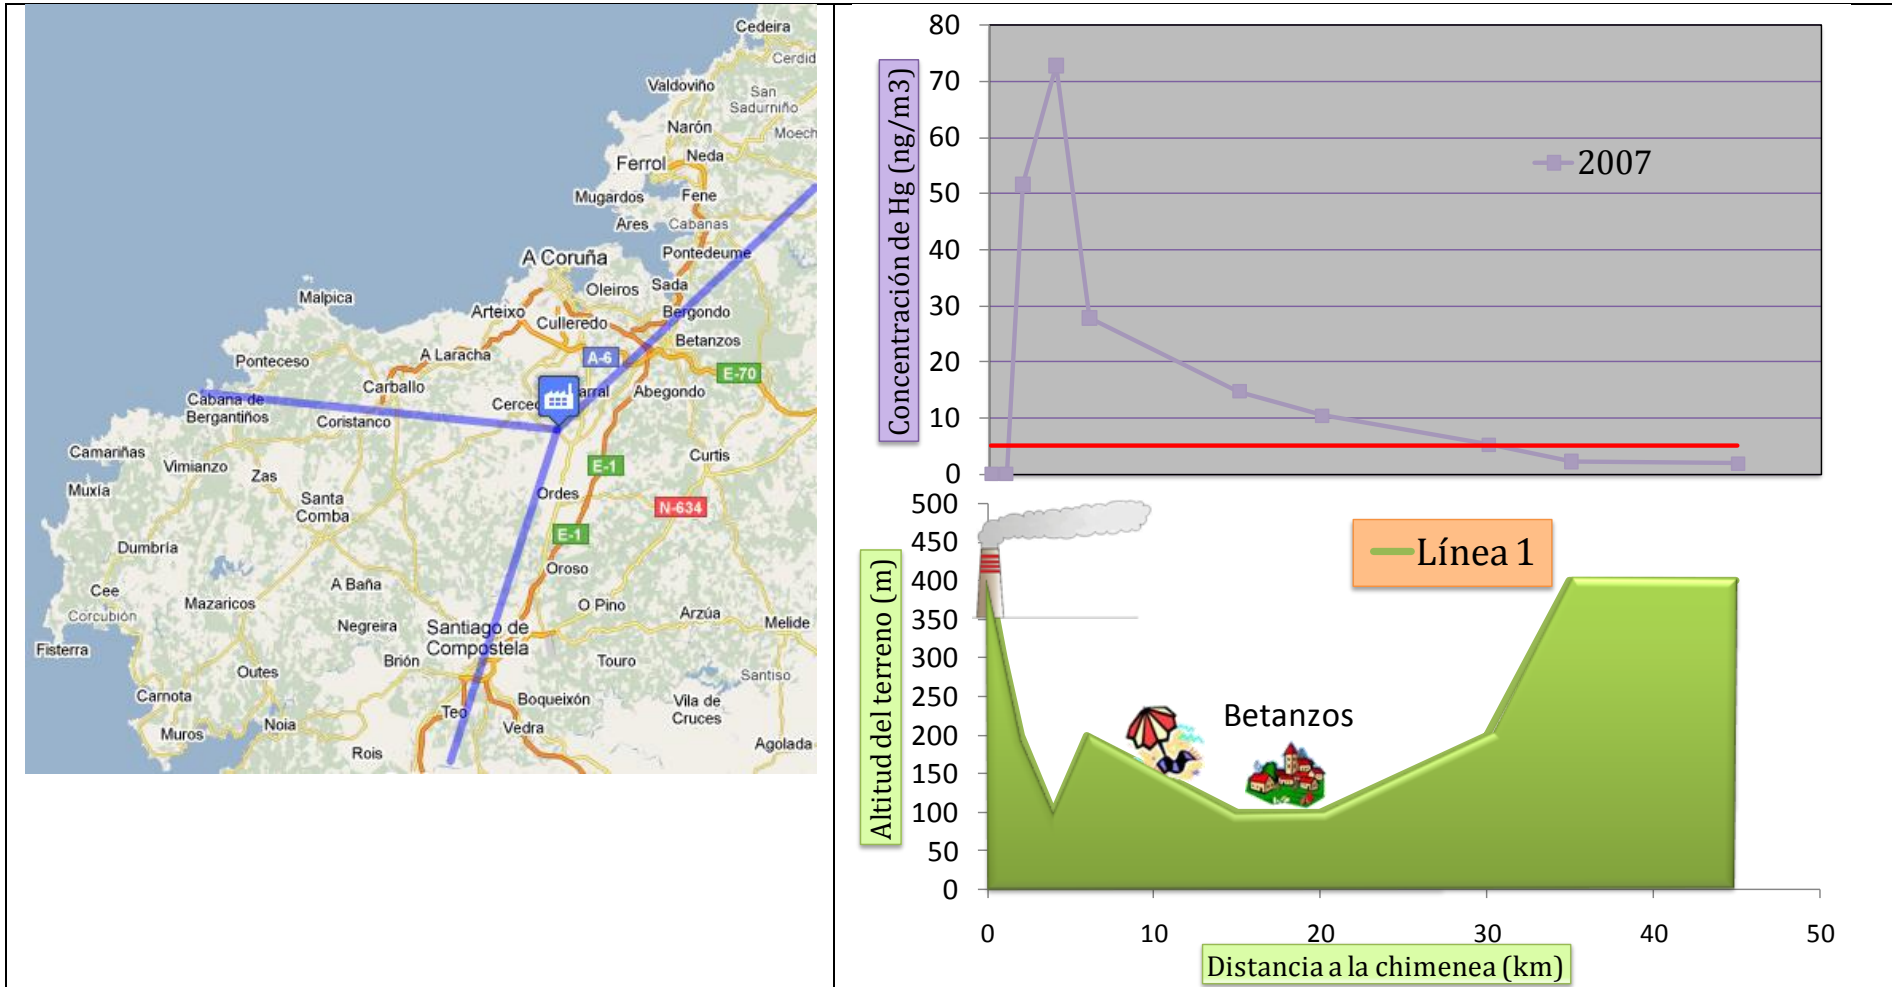 Cedeira
Cerdid
Valdoviño
San
Sadurniño
Narón
Moech
Ferrol
Neda
Mugardos
Fene
Ares
Cabanas
Pontedeume
A Coruña
Oleiros
Sada
Malpica
Arteixo
Culleredo
Bergondo
Betanzos
A Laracha
A-6
Ponteceso
E-70
Carballo
Cabana de
Bergantiños
Cerced
arral
Abegondo
Coristanco
Camariñas
Vimianzo
Curtis
Zas
E-1
Muxía
Santa
Comba
Ordes
N-634
E-1
Dumbría
Oroso
A Baña
Cee
Mazaricos
O Pino
Corcubión
Arzúa
Negreira
Santiago de
Compostela
Melide
Fisterra
Brión
Touro
Outes
Santiso
Carnota
Boqueixón
Vila de
Cruces
Teo
Noia
Vedra
Muros
Rois
Agolada
Concentración de Hg (ng/m3)
80
70
60
50
40
30
20
10
0
2007
Altitud del terreno (m)
500
450
400
350
300
250
200
150
100
50
0
Línea 1
Betanzos
0 10 20 30 40 50
Distancia a la chimenea (km)